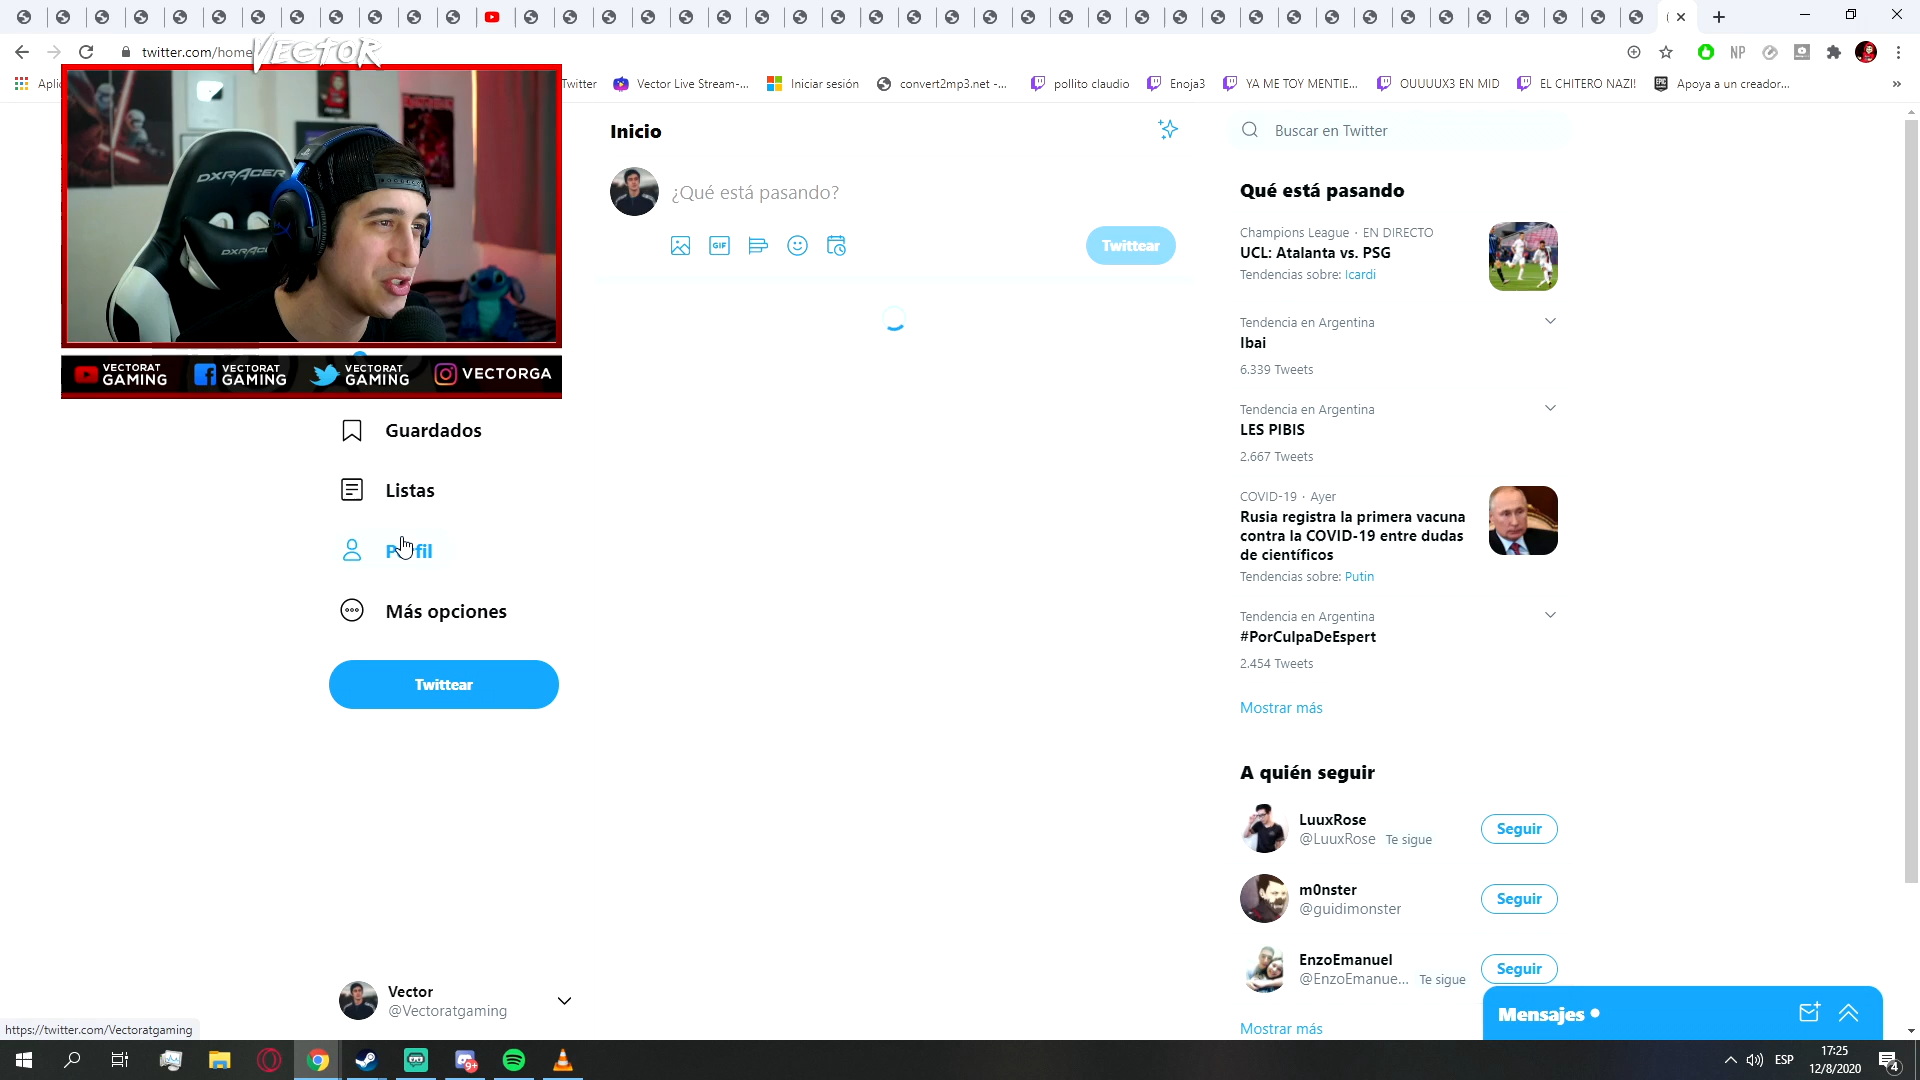 twitter.com/home
VECTOR
Twitter
Vector Live Stream-...
Iniciar sesión
convert2mp3.net -...
pollito claudio
Enoja3
YA ME TOY MENTIE...
OUUUUX3 EN MID
EL CHITERO NAZI!
Apoya a un creador...
NP
DXRACER
VECTORAT
GAMING
VECTORAT
GAMING
VECTORAT
GAMING
VECTORGA
Guardados
Listas
Más opciones
Twittear
Vector
@Vectoratgaming
https://twitter.com/Vectoratgaming
Inicio
¿Qué está pasando?
GIF
Twittear
Buscar en Twitter
Qué está pasando
Champions League · EN DIRECTO
UCL: Atalanta vs. PSG
Tendencias sobre: Icardi
Tendencia en Argentina
Ibai
6.339 Tweets
Tendencia en Argentina
LES PIBIS
2.667 Tweets
COVID-19 · Ayer
Rusia registra la primera vacuna
contra la COVID-19 entre dudas
de científicos
Tendencias sobre: Putin
Tendencia en Argentina
#PorCulpaDeEspert
2.454 Tweets
Mostrar más
A quién seguir
LuuxRose
@LuuxRose Te sigue
Seguir
m0nster
@guidimonster
Seguir
EnzoEmanuel
@EnzoEmanue... Te sigue
Seguir
Mostrar más
Mensajes
9+
ESP
17:25
12/8/2020
4